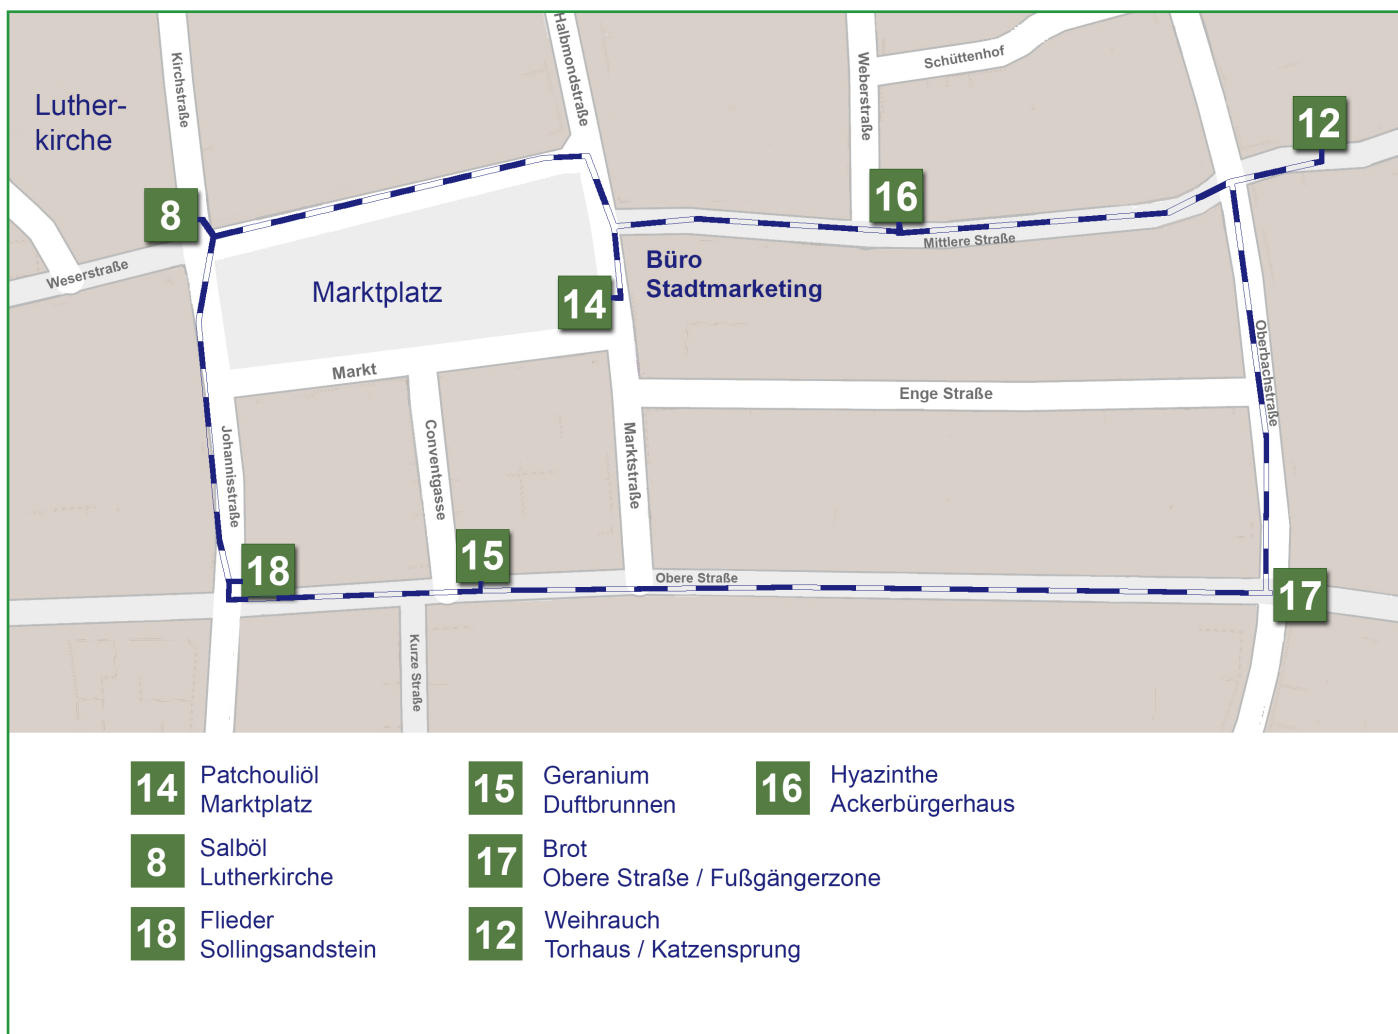 Kirchstraße
Halbmondstraße
Weberstraße
Schüttenhof
Luther-
kirche
12
8
16
Weserstraße
Mittlere Straße
Büro
Stadtmarketing
Marktplatz
14
Oberbachstraße
Markt
Enge Straße
Johannisstraße
Conventgasse
Marktstraße
18
15
Obere Straße
17
Kurze Straße
14
Patchouliöl
Marktplatz
8
Salböl
Lutherkirche
18
Flieder
Sollingsandstein
15
Geranium
Duftbrunnen
17
Brot
Obere Straße / Fußgängerzone
12
Weihrauch
Torhaus / Katzensprung
16
Hyazinthe
Ackerbürgerhaus